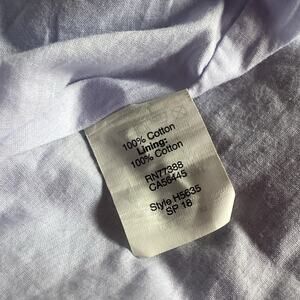 100% Cotton
Lining:
100% Cotton
RN77388
CA56445
Style H5635
SP 18